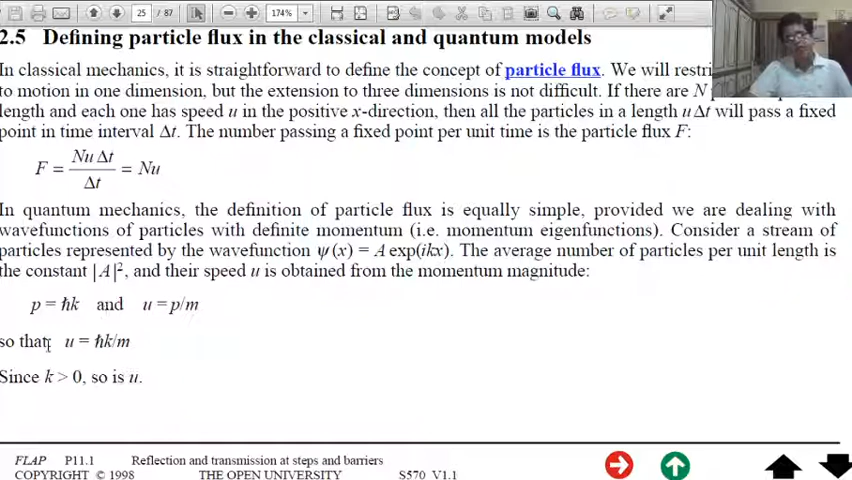 25 / 87 174%
2.5 Defining particle flux in the classical and quantum models
In classical mechanics, it is straightforward to define the concept of particle flux. We will restri
to motion in one dimension, but the extension to three dimensions is not difficult. If there are N
length and each one has speed u in the positive x-direction, then all the particles in a length u Δt will pass a fixed
point in time interval Δt. The number passing a fixed point per unit time is the particle flux F:
F = Nu Δt / Δt = Nu
In quantum mechanics, the definition of particle flux is equally simple, provided we are dealing with
wavefunctions of particles with definite momentum (i.e. momentum eigenfunctions). Consider a stream of
particles represented by the wavefunction ψ(x) = A exp(ikx). The average number of particles per unit length is
the constant |A|², and their speed u is obtained from the momentum magnitude:
p = ħk and u = p/m
so that u = ħk/m
Since k > 0, so is u.
FLAP P11.1 Reflection and transmission at steps and barriers
COPYRIGHT © 1998 THE OPEN UNIVERSITY S570 V1.1